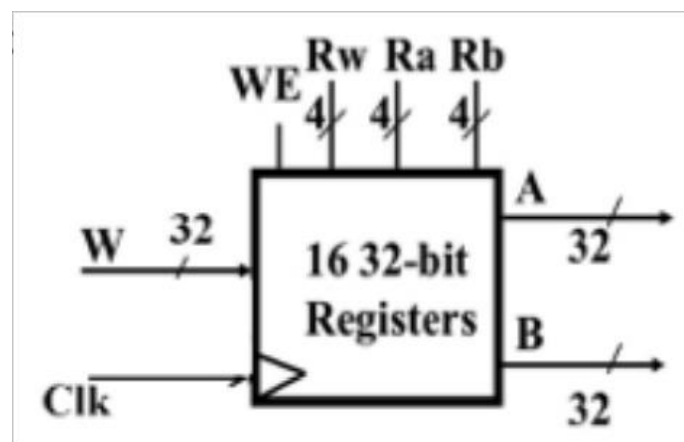 Rw Ra Rb
WE
4 4 4
A
W 32
32
16 32-bit
Registers
B
Clk
32